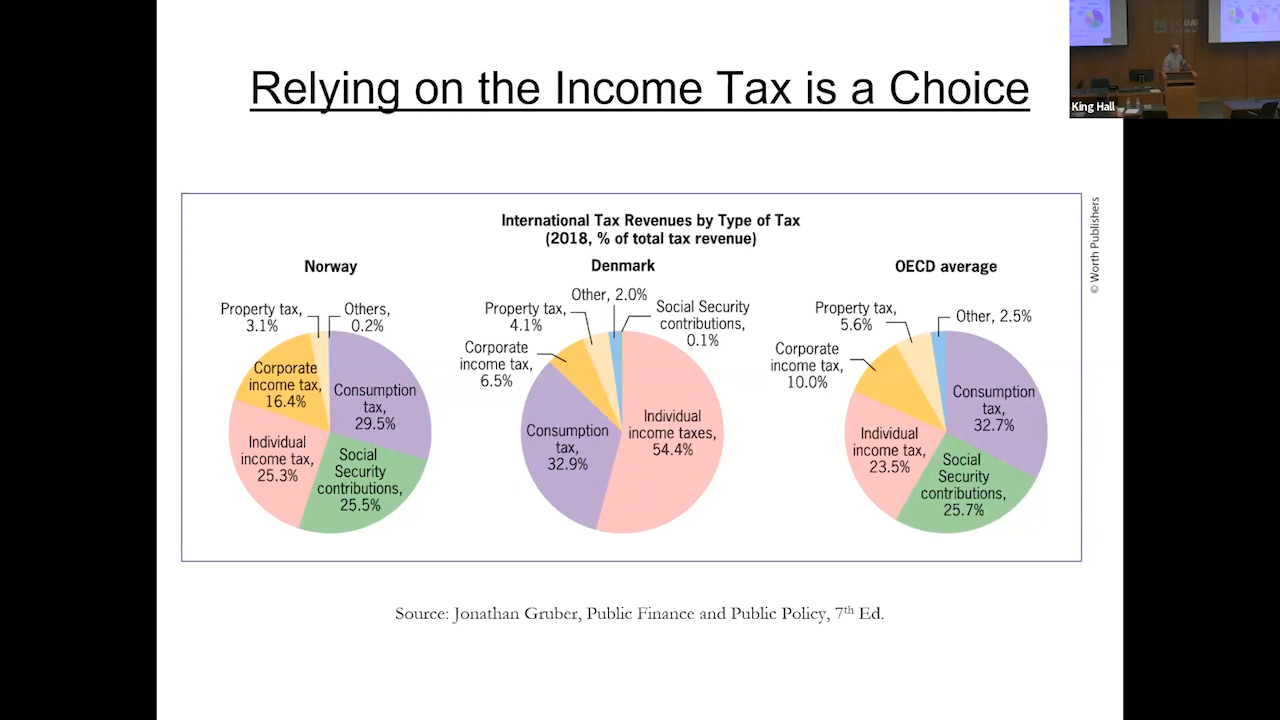 Relying on the Income Tax is a Choice
King Hall
International Tax Revenues by Type of Tax
(2018, % of total tax revenue)
Norway
Property tax,
3.1%
Others,
0.2%
Corporate
income tax,
16.4%
Consumption
tax,
29.5%
Individual
income tax,
25.3%
Social
Security
contributions,
25.5%
Denmark
Other, 2.0%
Property tax,
4.1%
Social Security
contributions,
0.1%
Corporate
income tax,
6.5%
Consumption
tax,
32.9%
Individual
income taxes,
54.4%
OECD average
Property tax,
5.6%
Other, 2.5%
Corporate
income tax,
10.0%
Consumption
tax,
32.7%
Individual
income tax,
23.5%
Social
Security
contributions,
25.7%
© Worth Publishers
Source: Jonathan Gruber, Public Finance and Public Policy, 7th Ed.